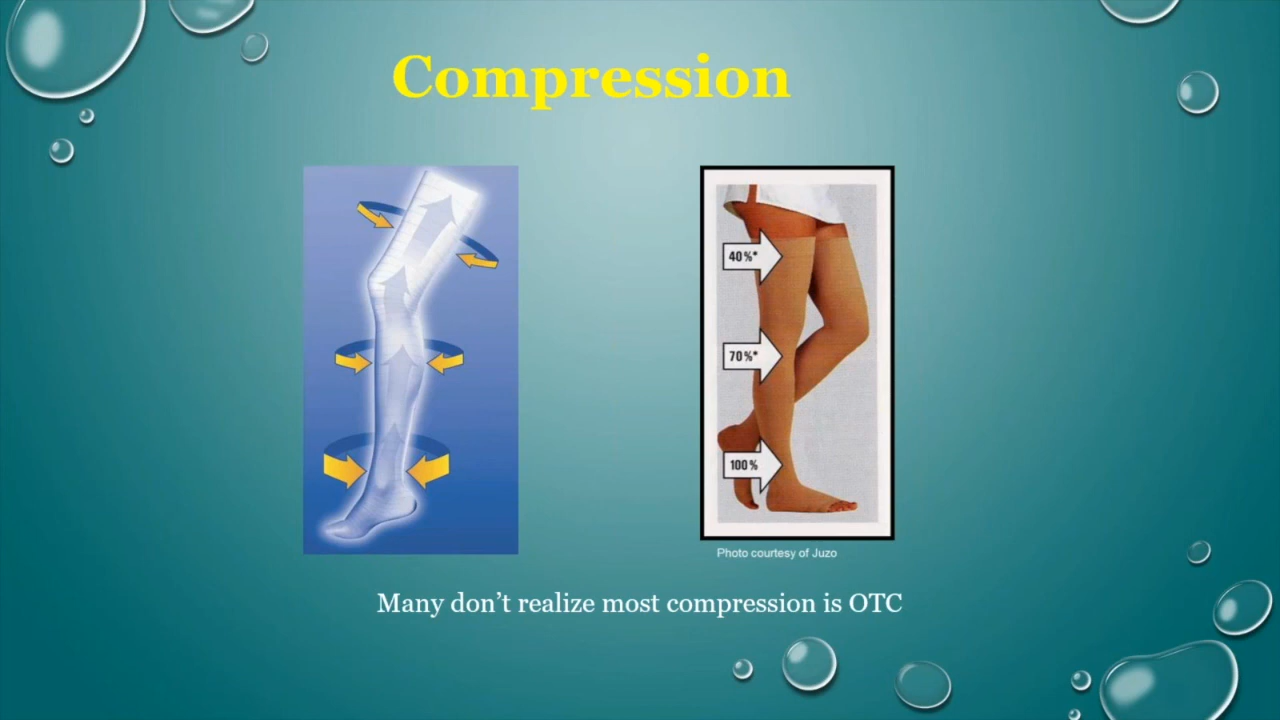 Compression
40%*
70%*
100%
Photo courtesy of Juzo
Many don’t realize most compression is OTC